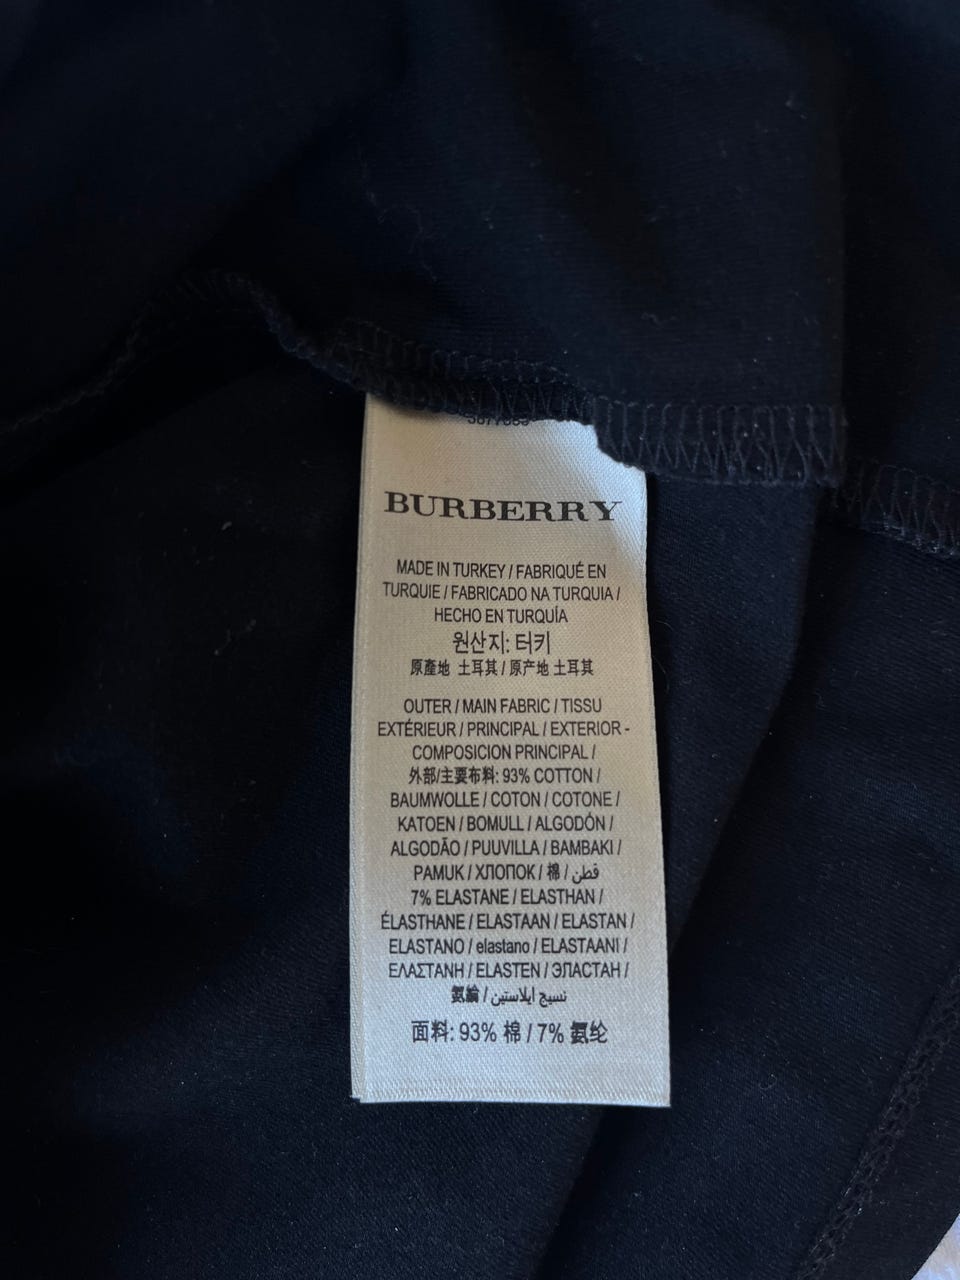 BURBERRY
MADE IN TURKEY / FABRIQUÉ EN
TURQUIE / FABRICADO NA TURQUIA /
HECHO EN TURQUÍA
원산지: 터키
原產地 土耳其 / 原产地 土耳其
OUTER / MAIN FABRIC / TISSU
EXTÉRIEUR / PRINCIPAL / EXTERIOR -
COMPOSICION PRINCIPAL /
外部/主要布料: 93% COTTON /
BAUMWOLLE / COTON / COTONE /
KATOEN / BOMULL / ALGODÓN /
ALGODÃO / PUUVILLA / BAMBAKI /
PAMUK / ХЛОПОК / 棉 / قطن
7% ELASTANE / ELASTHAN /
ÉLASTHANE / ELASTAAN / ELASTAN /
ELASTANO / elastano / ELASTAANI /
ΕΛΑΣΤΑΝΗ / ELASTEN / ЭЛАСТАН /
氨綸 / نسيج ايلاستين
面料: 93% 棉 / 7% 氨纶